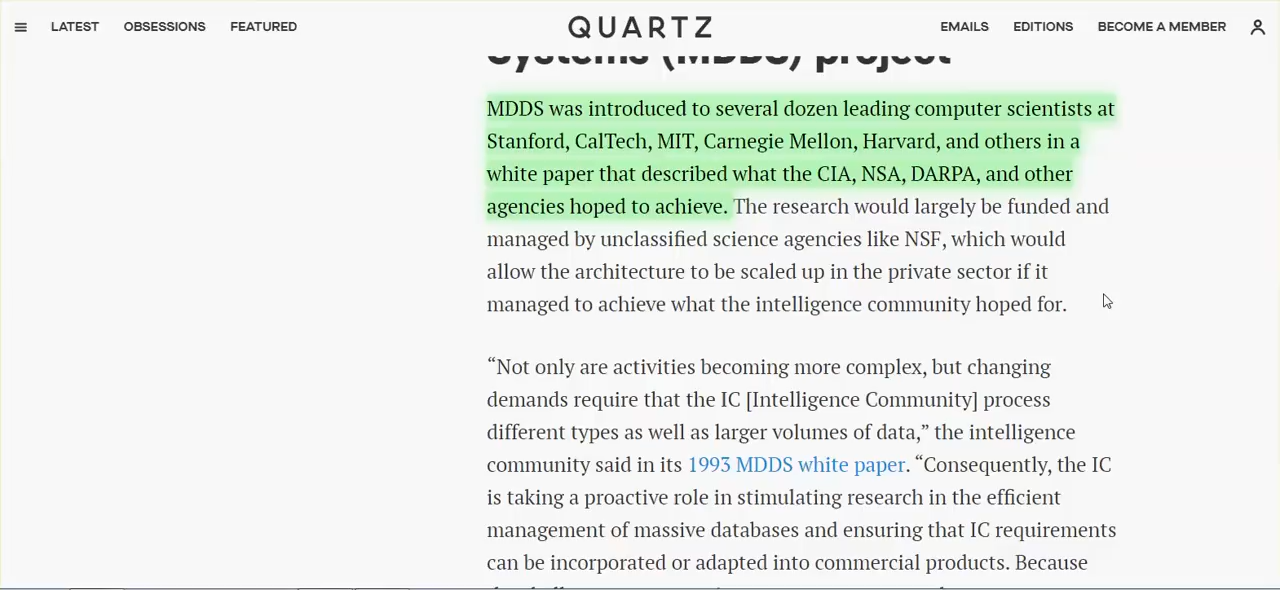 LATEST OBSESSIONS FEATURED QUARTZ EMAILS EDITIONS BECOME A MEMBER
Systems (MDDS) project
MDDS was introduced to several dozen leading computer scientists at
Stanford, CalTech, MIT, Carnegie Mellon, Harvard, and others in a
white paper that described what the CIA, NSA, DARPA, and other
agencies hoped to achieve. The research would largely be funded and
managed by unclassified science agencies like NSF, which would
allow the architecture to be scaled up in the private sector if it
managed to achieve what the intelligence community hoped for.
“Not only are activities becoming more complex, but changing
demands require that the IC [Intelligence Community] process
different types as well as larger volumes of data,” the intelligence
community said in its 1993 MDDS white paper. “Consequently, the IC
is taking a proactive role in stimulating research in the efficient
management of massive databases and ensuring that IC requirements
can be incorporated or adapted into commercial products. Because